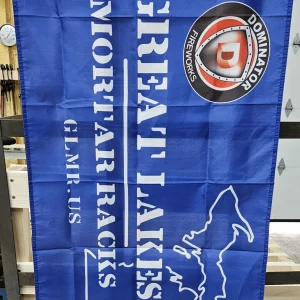 GREAT LAKES
MORTAR RACKS
GLMR.US
DOMINATOR
D
FIREWORKS